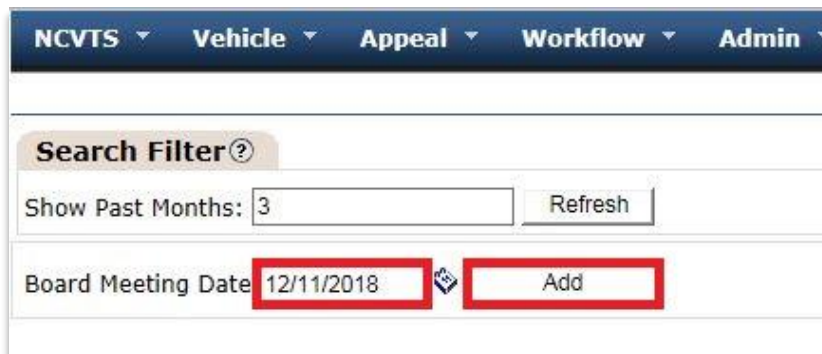 NCVTS Vehicle Appeal Workflow Admin
Search Filter?
Show Past Months: 3 Refresh
Board Meeting Date 12/11/2018 Add